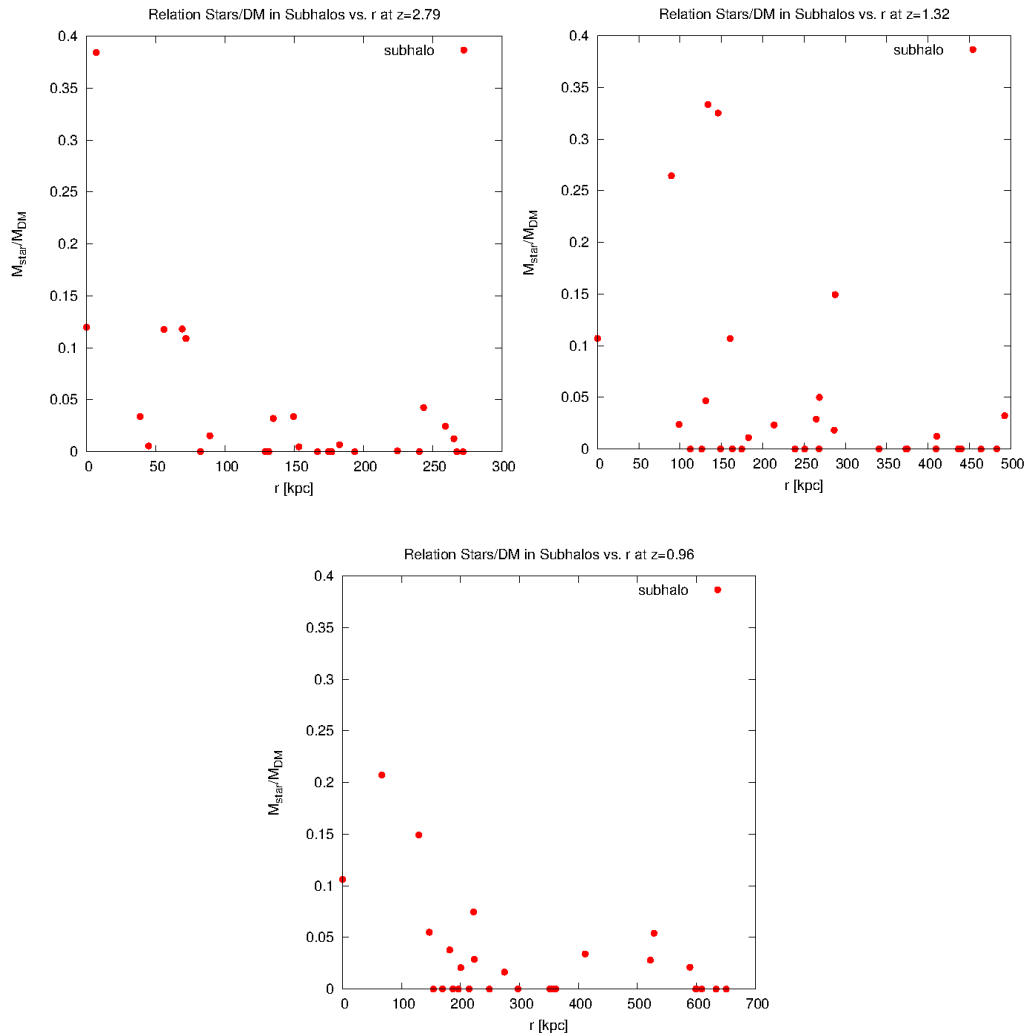 Relation Stars/DM in Subhalos vs. r at z=2.79
0.4
0.35
0.3
0.25
0.2
0.15
0.1
0.05
0
M_star/M_DM
subhalo
0 50 100 150 200 250 300
r [kpc]
Relation Stars/DM in Subhalos vs. r at z=1.32
0.4
0.35
0.3
0.25
0.2
0.15
0.1
0.05
0
M_star/M_DM
subhalo
0 50 100 150 200 250 300 350 400 450 500
r [kpc]
Relation Stars/DM in Subhalos vs. r at z=0.96
0.4
0.35
0.3
0.25
0.2
0.15
0.1
0.05
0
M_star/M_DM
subhalo
0 100 200 300 400 500 600 700
r [kpc]